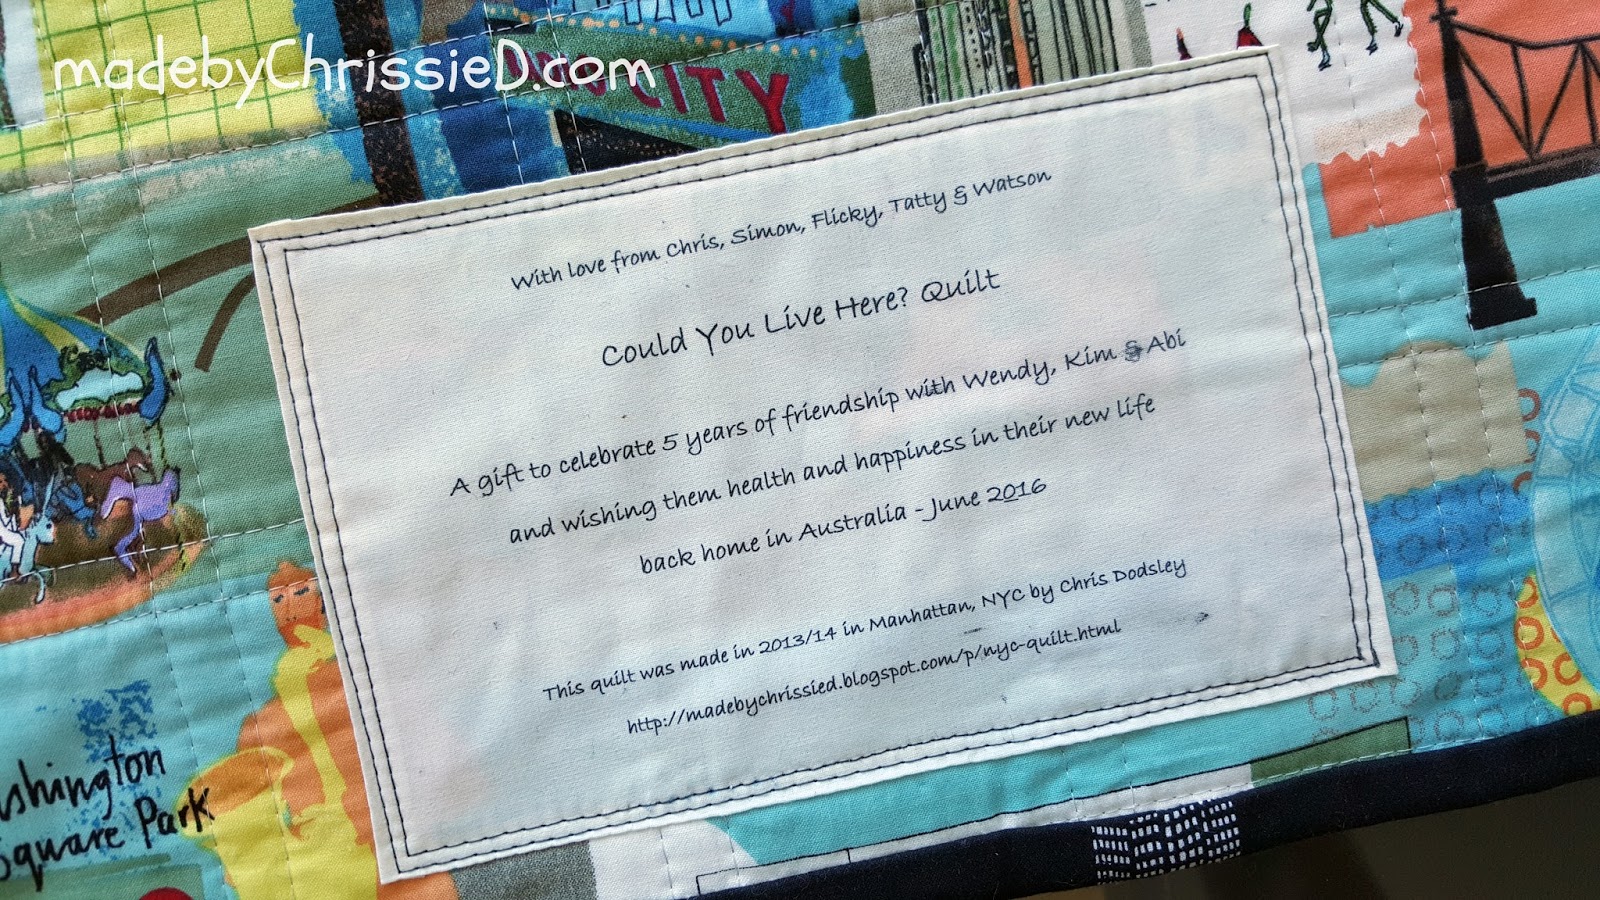 madebyChrissieD.com
CITY
With love from Chris, Simon, Flicky, Tatty & Watson
Could You Live Here? Quilt
A gift to celebrate 5 years of friendship with Wendy, Kim & Abi
and wishing them health and happiness in their new life
back home in Australia - June 2016
This quilt was made in 2013/14 in Manhattan, NYC by Chris Dodsley
http://madebychrissied.blogspot.com/p/nyc-quilt.html
Square Park